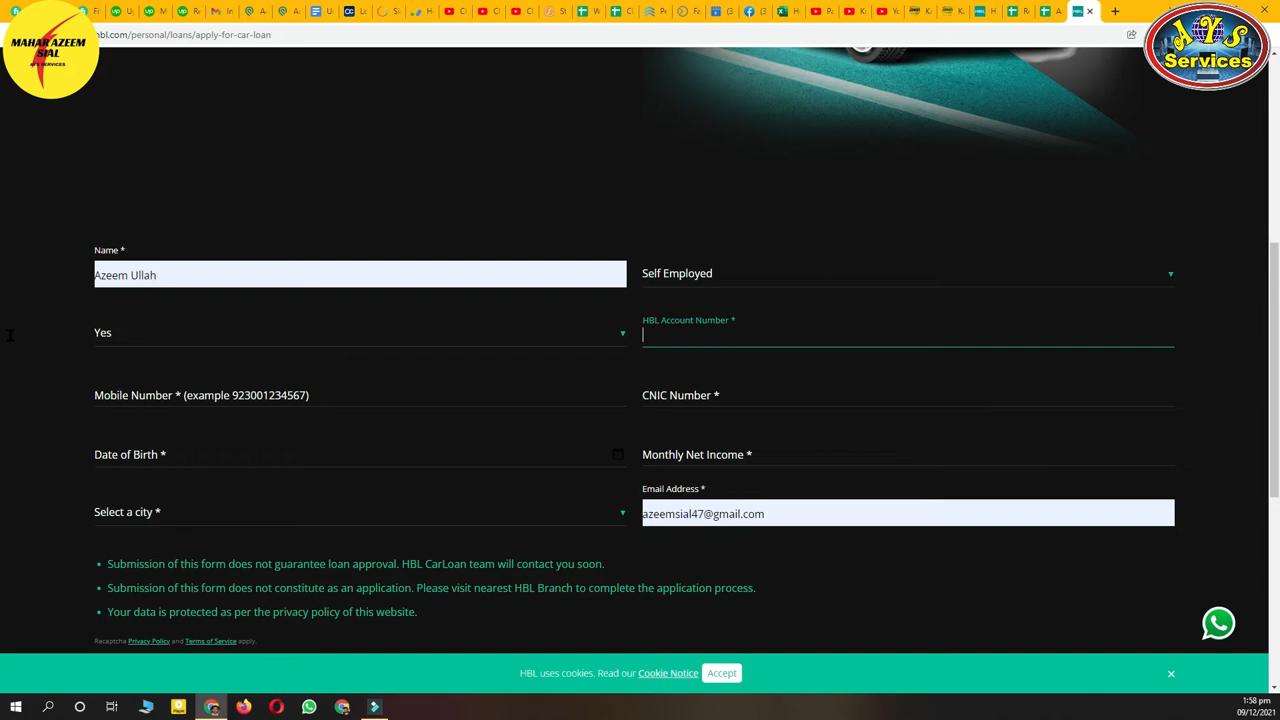 MAHAR AZEEM
SIAL
AYS SERVICES
AYS
Services
hbl.com/personal/loans/apply-for-car-loan
Name *
Azeem Ullah
Self Employed
Yes
HBL Account Number *
Mobile Number * (example 923001234567)
CNIC Number *
Date of Birth *
Monthly Net Income *
Select a city *
Email Address *
azeemsial47@gmail.com
Submission of this form does not guarantee loan approval. HBL CarLoan team will contact you soon.
Submission of this form does not constitute as an application. Please visit nearest HBL Branch to complete the application process.
Your data is protected as per the privacy policy of this website.
Recaptcha Privacy Policy and Terms of Service apply.
HBL uses cookies. Read our Cookie Notice Accept
1:58 pm
09/12/2021